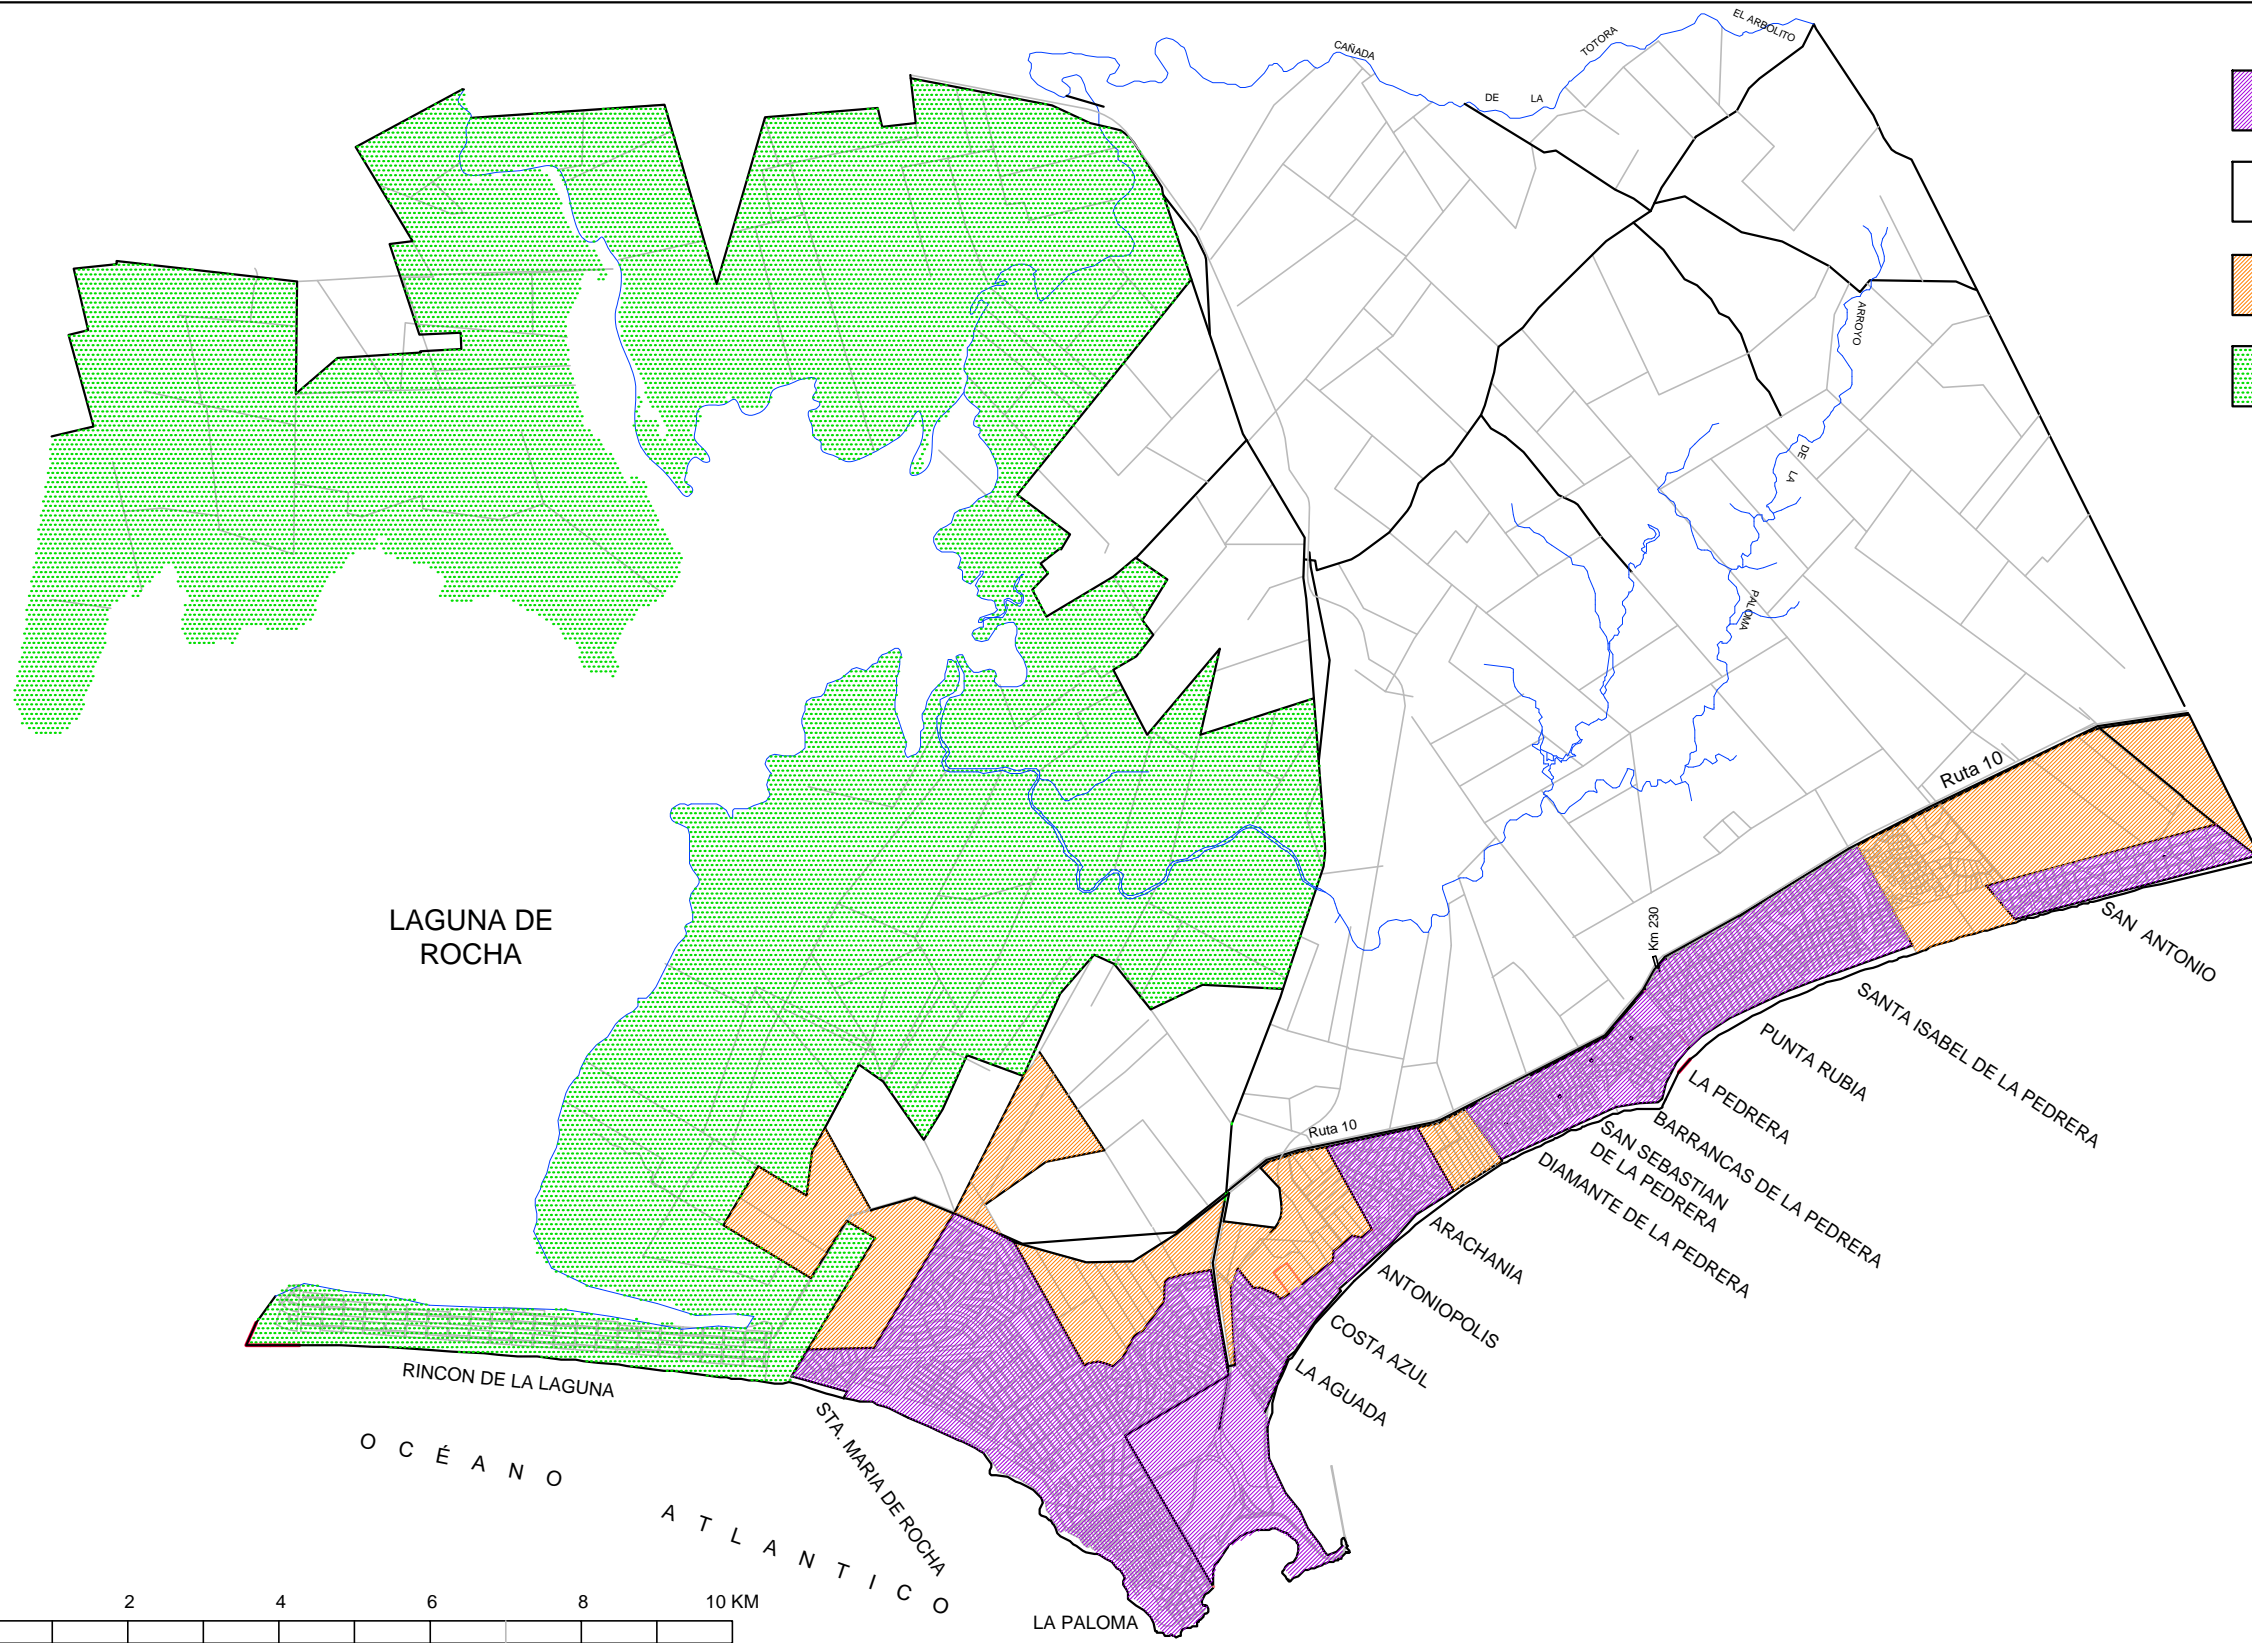 CAÑADA
DE LA
TOTORA
EL ARBOLITO
ARROYO
DE LA
PALOMA
LAGUNA DE
ROCHA
Ruta 10
Km 230
Ruta 10
SAN ANTONIO
SANTA ISABEL DE LA PEDRERA
PUNTA RUBIA
LA PEDRERA
BARRANCAS DE LA PEDRERA
SAN SEBASTIAN
DE LA PEDRERA
DIAMANTE DE LA PEDRERA
ARACHANIA
ANTONIOPOLIS
COSTA AZUL
LA AGUADA
RINCON DE LA LAGUNA
STA. MARIA DE ROCHA
OCÉANO ATLANTICO
LA PALOMA
2 4 6 8 10 KM